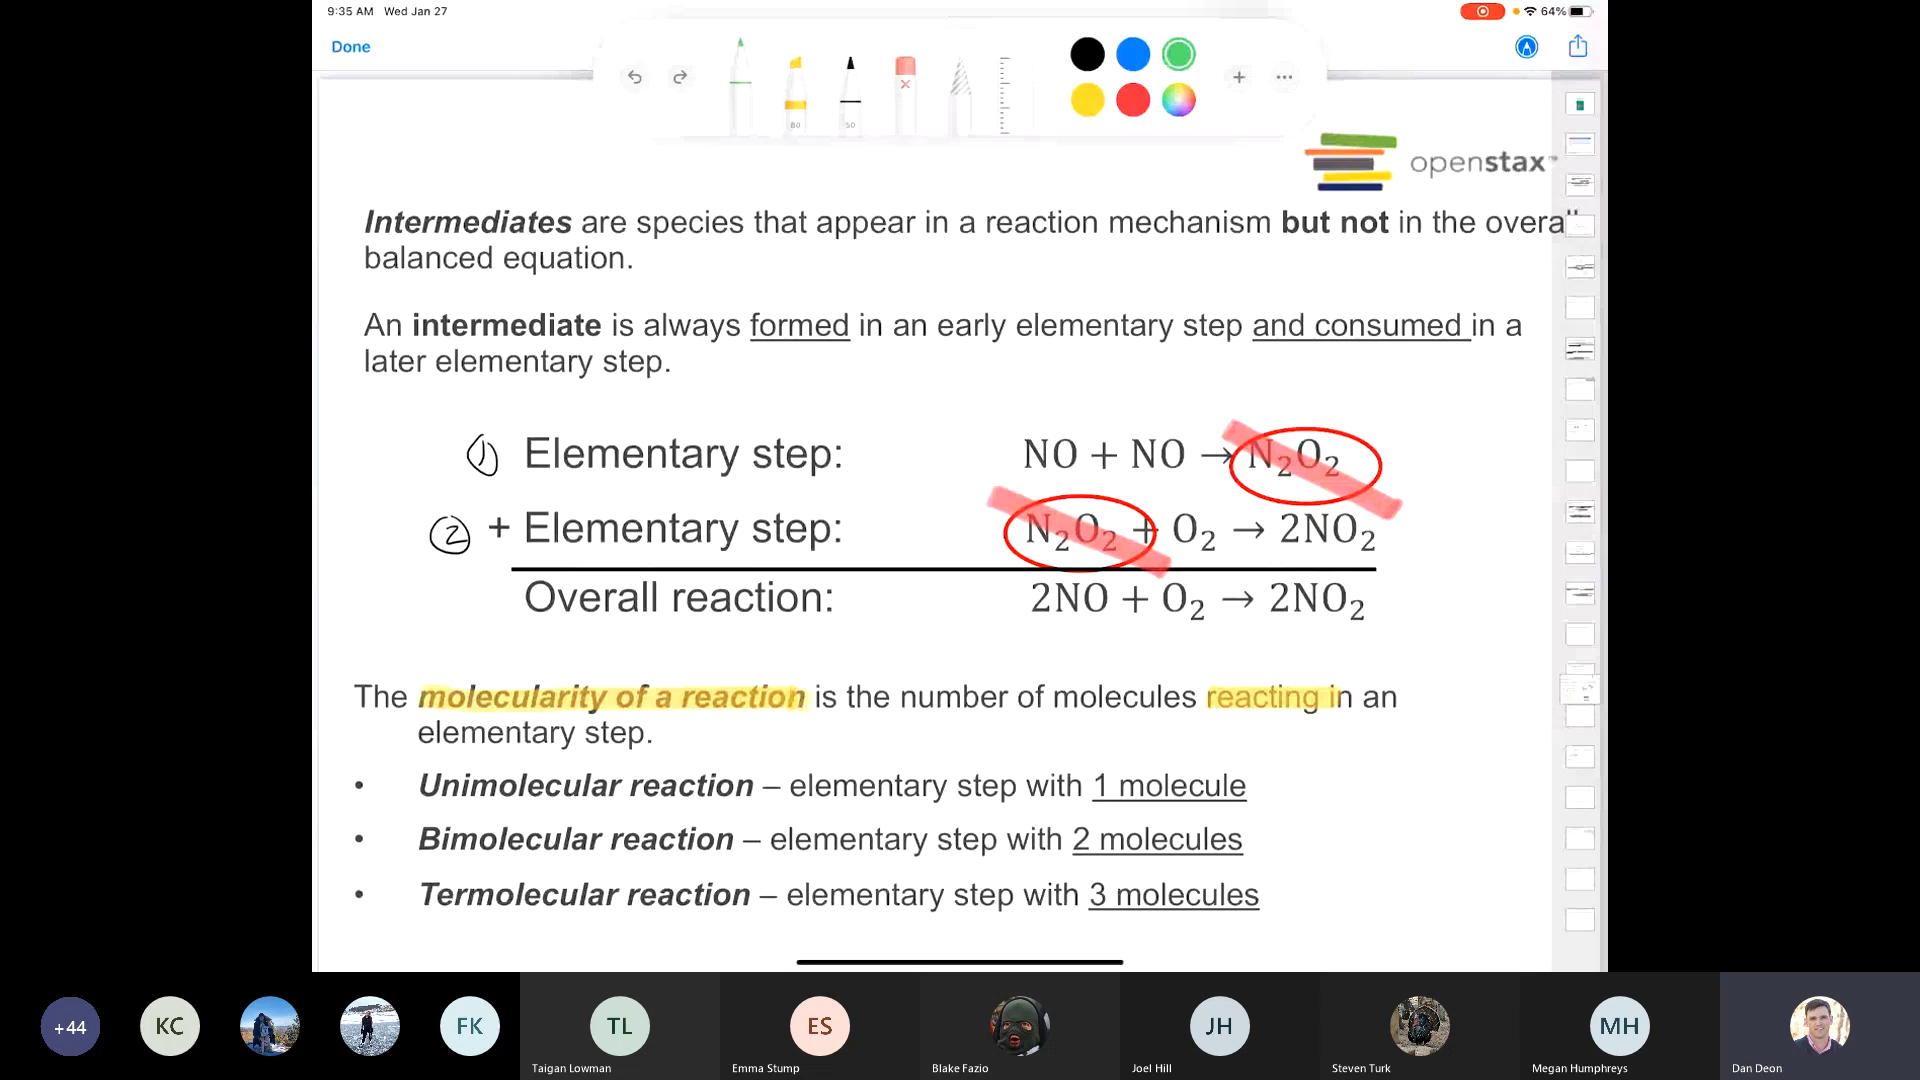 9:35 AM Wed Jan 27
64%
Done
80
50
openstax™
Intermediates are species that appear in a reaction mechanism but not in the overall
balanced equation.
An intermediate is always formed in an early elementary step and consumed in a
later elementary step.
1 Elementary step: NO + NO → N₂O₂
2 + Elementary step: N₂O₂ + O₂ → 2NO₂
Overall reaction: 2NO + O₂ → 2NO₂
The molecularity of a reaction is the number of molecules reacting in an
elementary step.
• Unimolecular reaction – elementary step with 1 molecule
• Bimolecular reaction – elementary step with 2 molecules
• Termolecular reaction – elementary step with 3 molecules
+44 KC FK TL ES JH MH
Taigan Lowman Emma Stump Blake Fazio Joel Hill Steven Turk Megan Humphreys Dan Deon